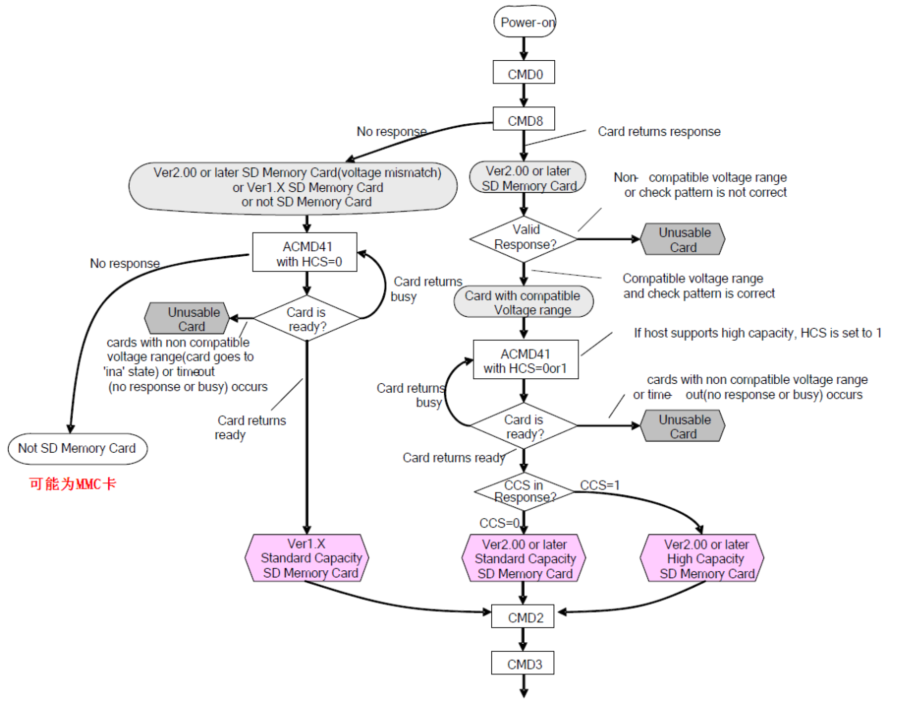 Power-on
CMD0
CMD8
No response
Card returns response
Ver2.00 or later SD Memory Card(voltage mismatch)
or Ver1.X SD Memory Card
or not SD Memory Card
Ver2.00 or later
SD Memory Card
Non- compatible voltage range
or check pattern is not correct
Valid
Response?
Unusable
Card
ACMD41
with HCS=0
No response
Card returns
busy
Compatible voltage range
and check pattern is correct
Card with compatible
Voltage range
Unusable
Card
Card is
ready?
cards with non compatible
voltage range(card goes to
'ina' state) or timeout
(no response or busy) occurs
If host supports high capacity, HCS is set to 1
ACMD41
with HCS=0or1
Card returns
busy
cards with non compatible voltage range
or time- out(no response or busy) occurs
Card returns
ready
Card is
ready?
Unusable
Card
Not SD Memory Card
Card returns ready
可能为MMC卡
CCS in
Response?
CCS=1
CCS=0
Ver1.X
Standard Capacity
SD Memory Card
Ver2.00 or later
Standard Capacity
SD Memory Card
Ver2.00 or later
High Capacity
SD Memory Card
CMD2
CMD3